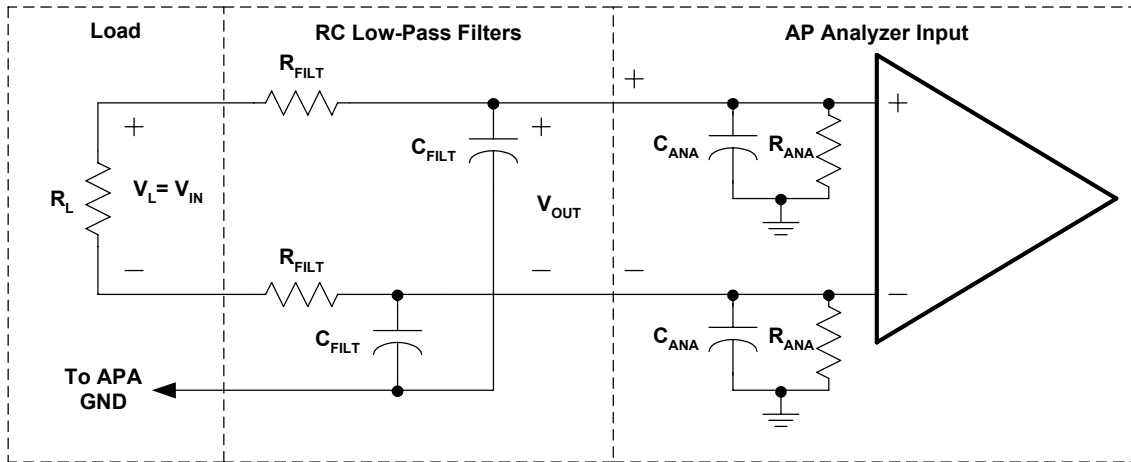 Load
RC Low-Pass Filters
AP Analyzer Input
R_FILT
+
+
+
+
C_FILT
C_ANA
R_ANA
R_L
V_L= V_IN
V_OUT
R_FILT
−
−
−
−
C_FILT
C_ANA
R_ANA
To APA
GND